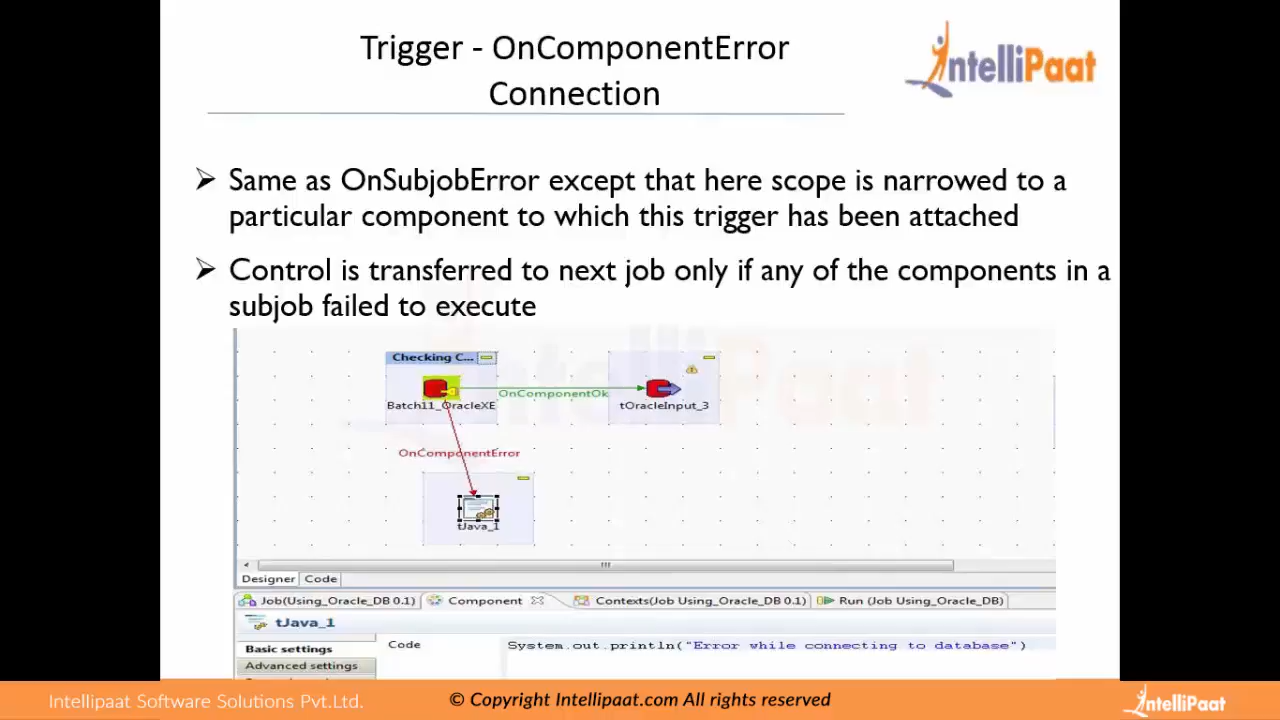 Trigger - OnComponentError
Connection
IntelliPaat
Same as OnSubjobError except that here scope is narrowed to a
particular component to which this trigger has been attached
Control is transferred to next job only if any of the components in a
subjob failed to execute
IntelliPaat
Checking C...
OnComponentOk
Batch11_OracleXE
tOracleInput_3
OnComponentError
tJava_1
Designer Code
Job(Using_Oracle_DB 0.1) Component Contexts(Job Using_Oracle_DB 0.1) Run (Job Using_Oracle_DB)
tJava_1
Basic settings
Code
System.out.println("Error while connecting to database")
Advanced settings
Intellipaat Software Solutions Pvt.Ltd.
© Copyright Intellipaat.com All rights reserved
IntelliPaat